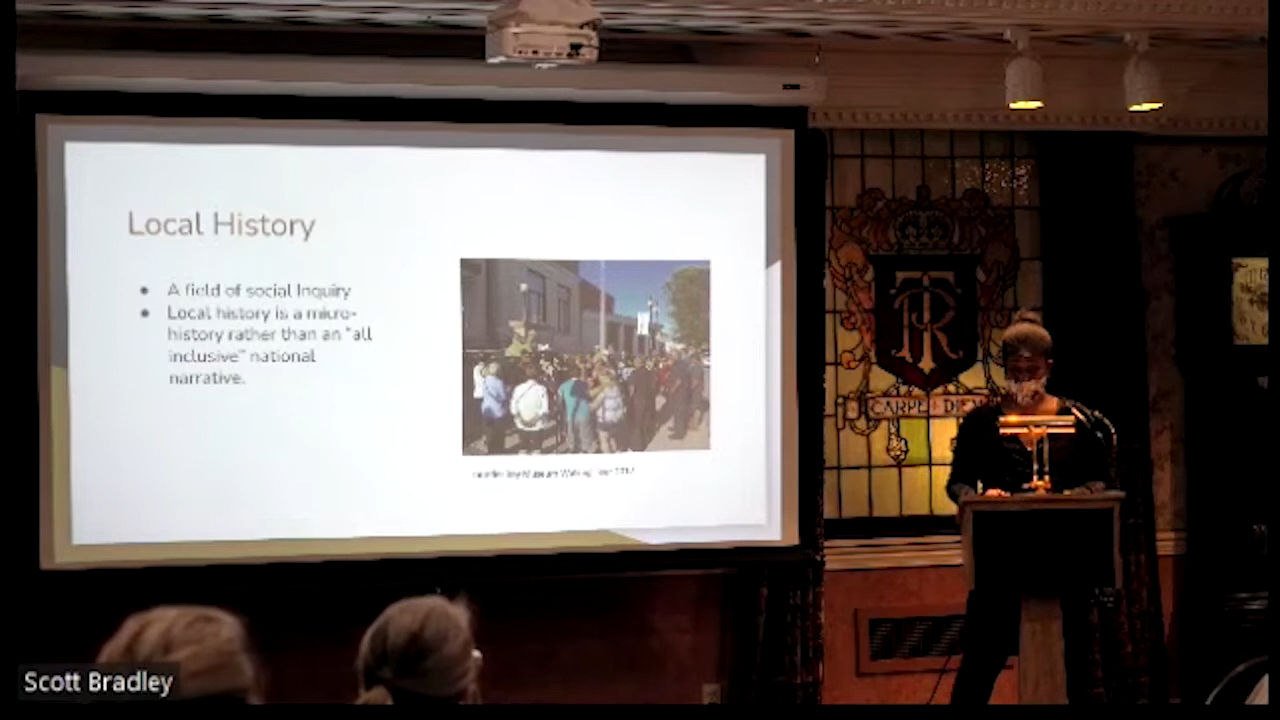 Local History
● A field of social Inquiry
● Local history is a micro-
history rather than an "all
inclusive" national
narrative.
TR
CARPE DIEM
Scott Bradley